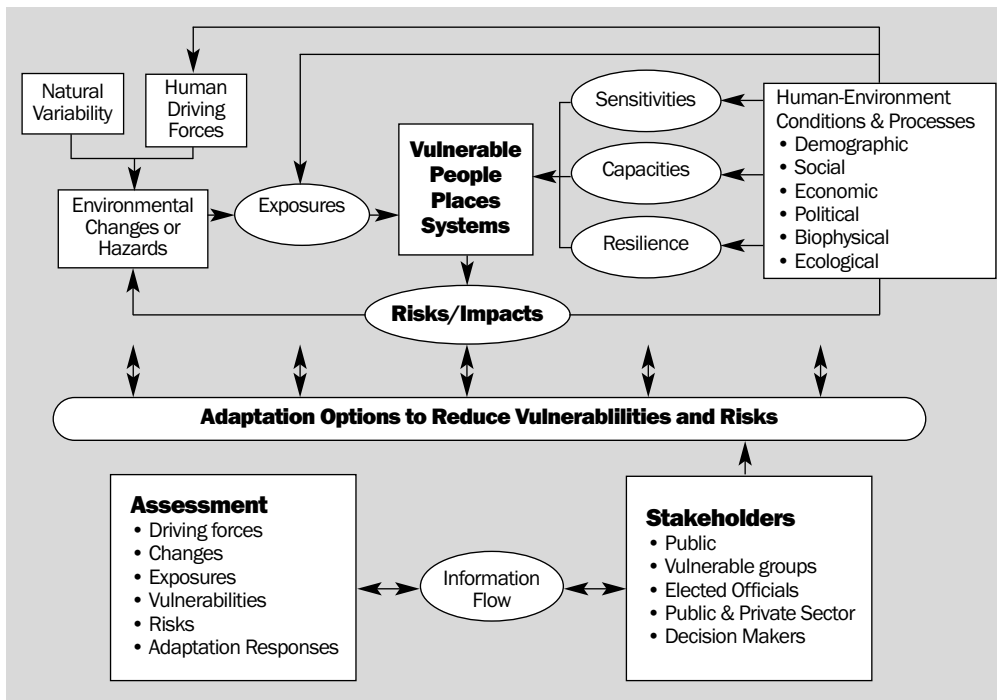 Natural
Variability
Human
Driving
Forces
Environmental
Changes or
Hazards
Exposures
Vulnerable
People
Places
Systems
Sensitivities
Capacities
Resilience
Human-Environment
Conditions & Processes
• Demographic
• Social
• Economic
• Political
• Biophysical
• Ecological
Risks/Impacts
Adaptation Options to Reduce Vulnerablilities and Risks
Assessment
• Driving forces
• Changes
• Exposures
• Vulnerabilities
• Risks
• Adaptation Responses
Information
Flow
Stakeholders
• Public
• Vulnerable groups
• Elected Officials
• Public & Private Sector
• Decision Makers